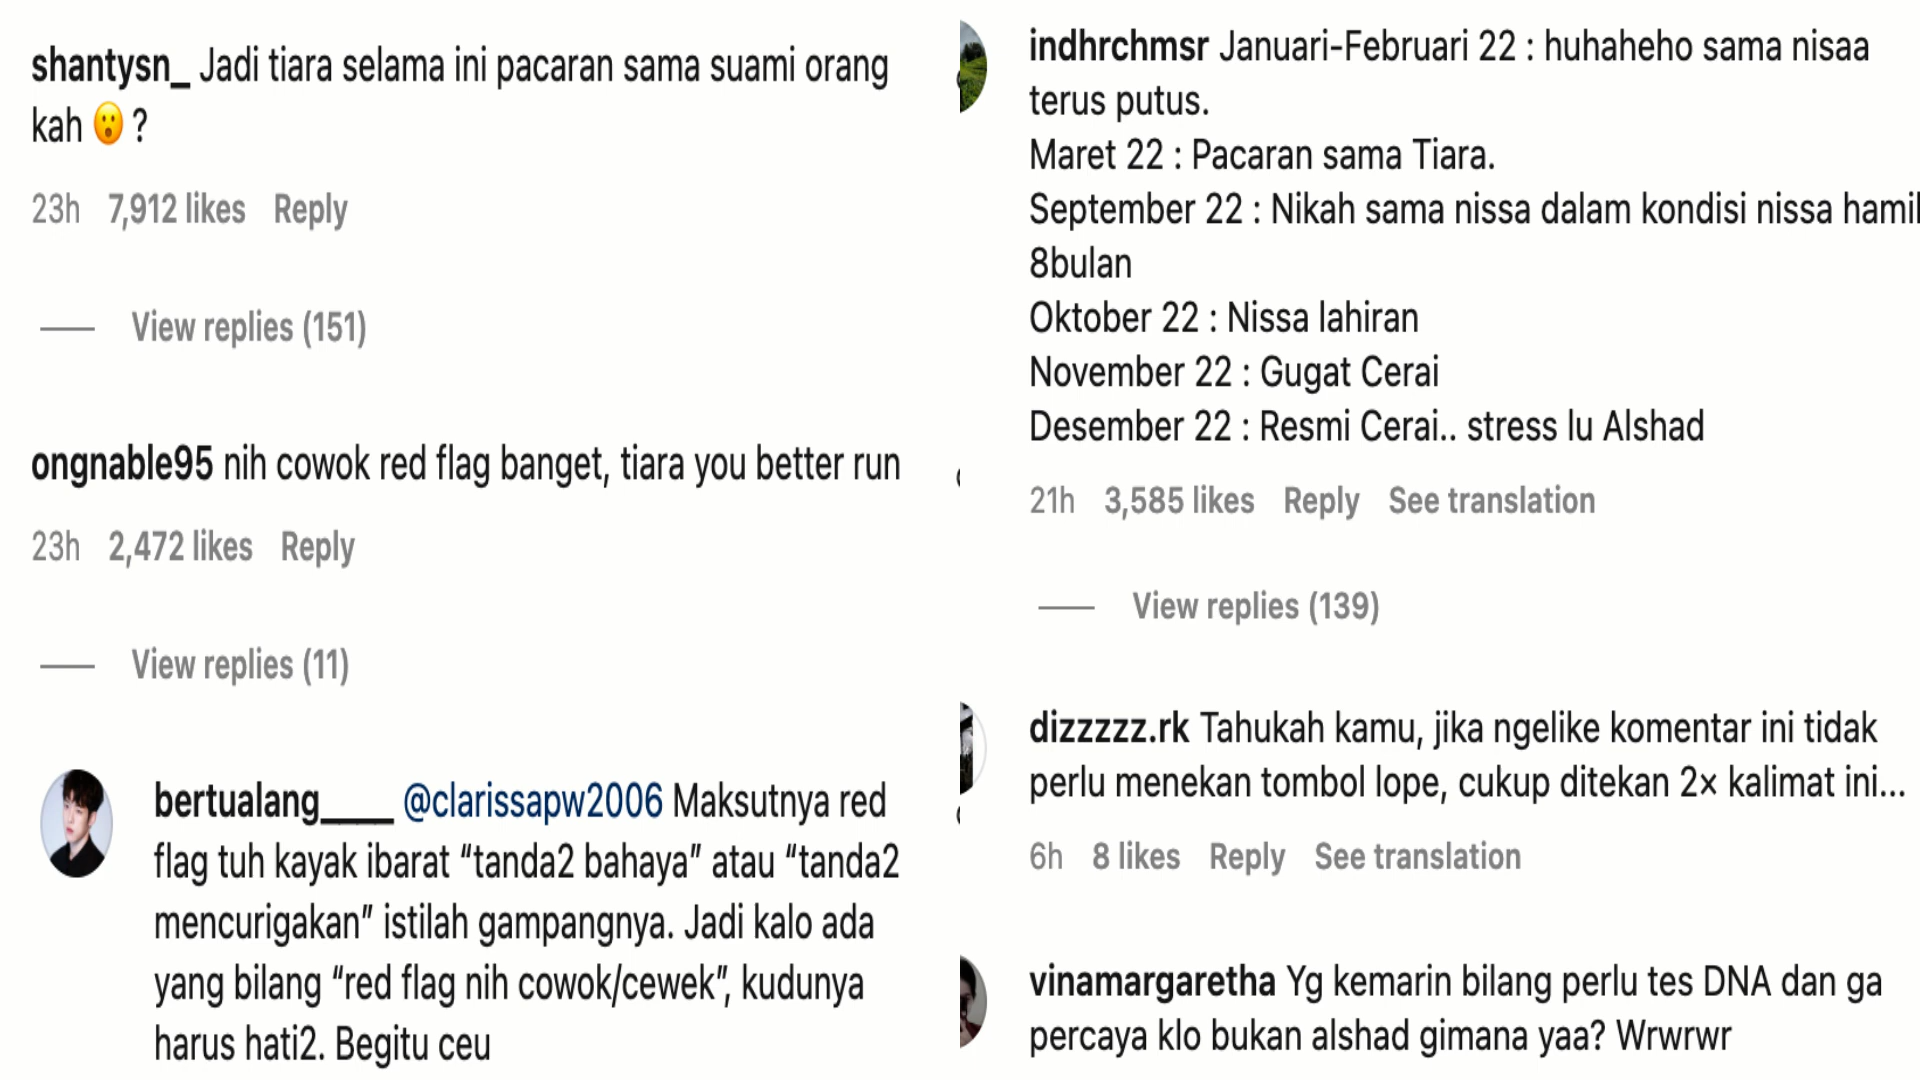 shantysn_ Jadi tiara selama ini pacaran sama suami orang
kah 😮 ?
23h 7,912 likes Reply
View replies (151)
ongnable95 nih cowok red flag banget, tiara you better run
23h 2,472 likes Reply
View replies (11)
bertualang____ @clarissapw2006 Maksutnya red
flag tuh kayak ibarat “tanda2 bahaya” atau “tanda2
mencurigakan” istilah gampangnya. Jadi kalo ada
yang bilang “red flag nih cowok/cewek”, kudunya
harus hati2. Begitu ceu
indhrchmsr Januari-Februari 22 : huhaheho sama nisaa
terus putus.
Maret 22 : Pacaran sama Tiara.
September 22 : Nikah sama nissa dalam kondisi nissa hamil
8bulan
Oktober 22 : Nissa lahiran
November 22 : Gugat Cerai
Desember 22 : Resmi Cerai.. stress lu Alshad
21h 3,585 likes Reply See translation
View replies (139)
dizzzzz.rk Tahukah kamu, jika ngelike komentar ini tidak
perlu menekan tombol lope, cukup ditekan 2× kalimat ini...
6h 8 likes Reply See translation
vinamargaretha Yg kemarin bilang perlu tes DNA dan ga
percaya klo bukan alshad gimana yaa? Wrwrwr